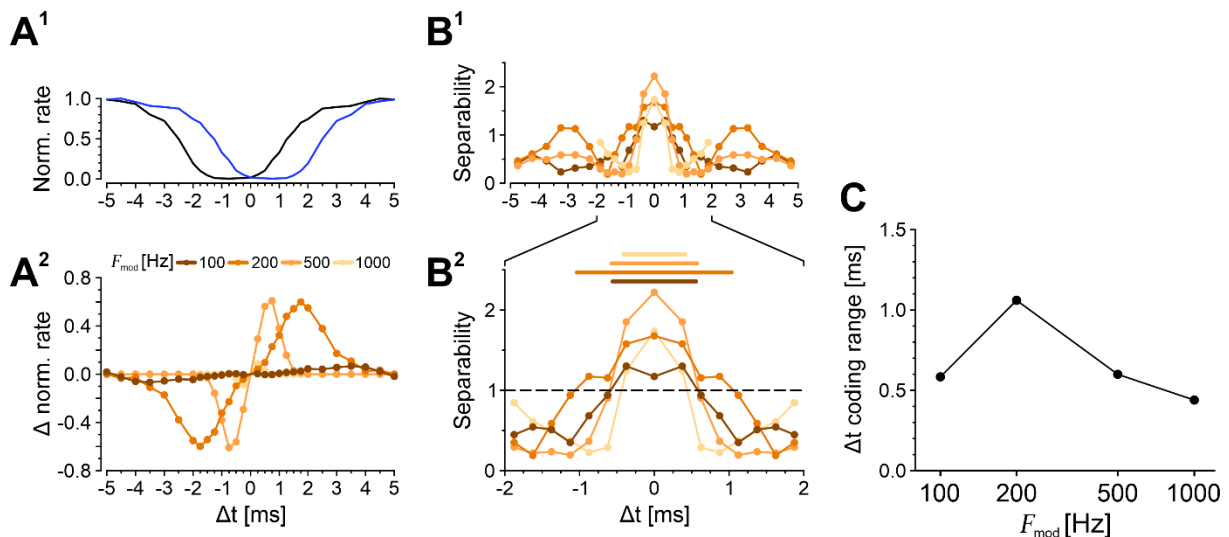 A1
Norm. rate
1.0
0.5
0.0
-5 -4 -3 -2 -1 0 1 2 3 4 5
A2
Fmod [Hz] 100 200 500 1000
Δ norm. rate
0.8
0.4
0.0
-0.4
-0.8
-5 -4 -3 -2 -1 0 1 2 3 4 5
Δt [ms]
B1
Separability
2
1
0
-5 -4 -3 -2 -1 0 1 2 3 4 5
B2
Separability
2
1
0
-2 -1 0 1 2
Δt [ms]
C
Δt coding range [ms]
1.5
1.0
0.5
0.0
100 200 500 1000
Fmod [Hz]